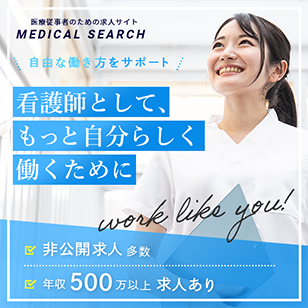 医療従事者のための求人サイト
MEDICAL SEARCH
自由な働き方をサポート
看護師として、
もっと自分らしく
働くために
work like you!
非公開求人 多数
年収 500 万以上 求人あり